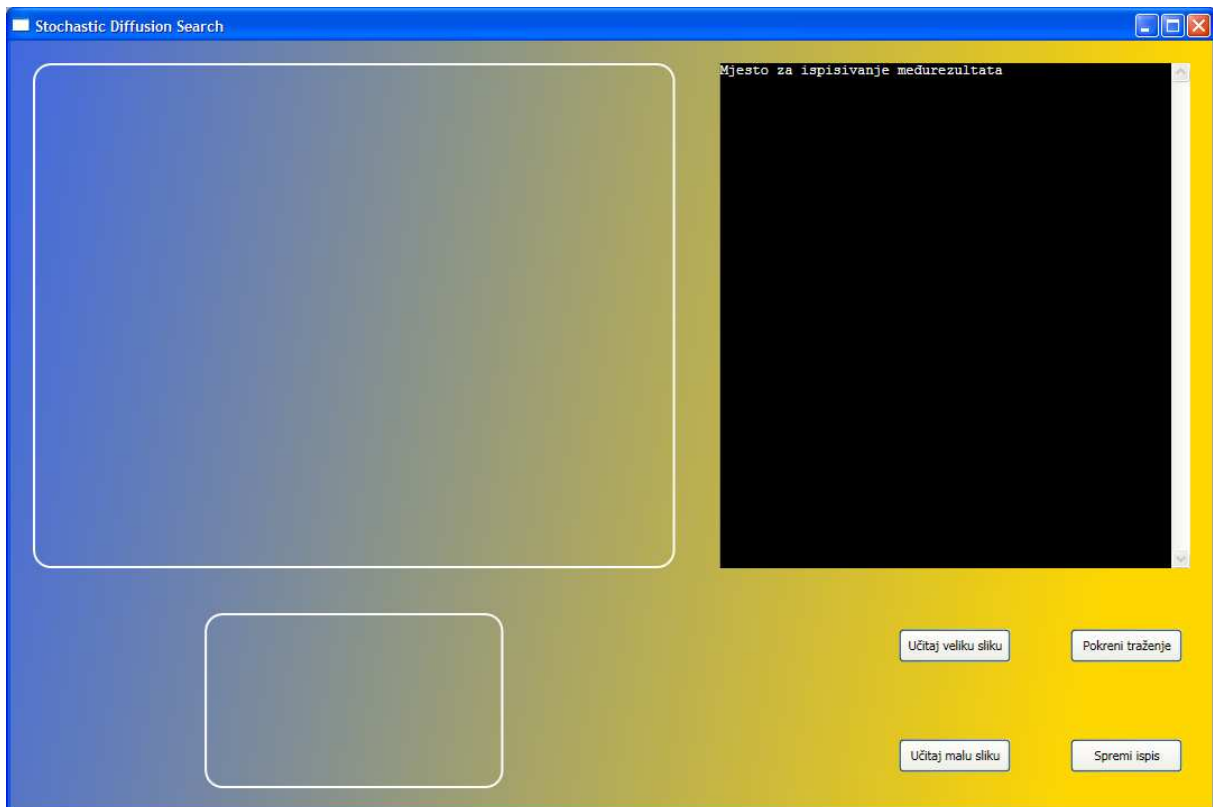 Stochastic Diffusion Search
Mjesto za ispisivanje međurezultata
Učitaj veliku sliku
Pokreni traženje
Učitaj malu sliku
Spremi ispis